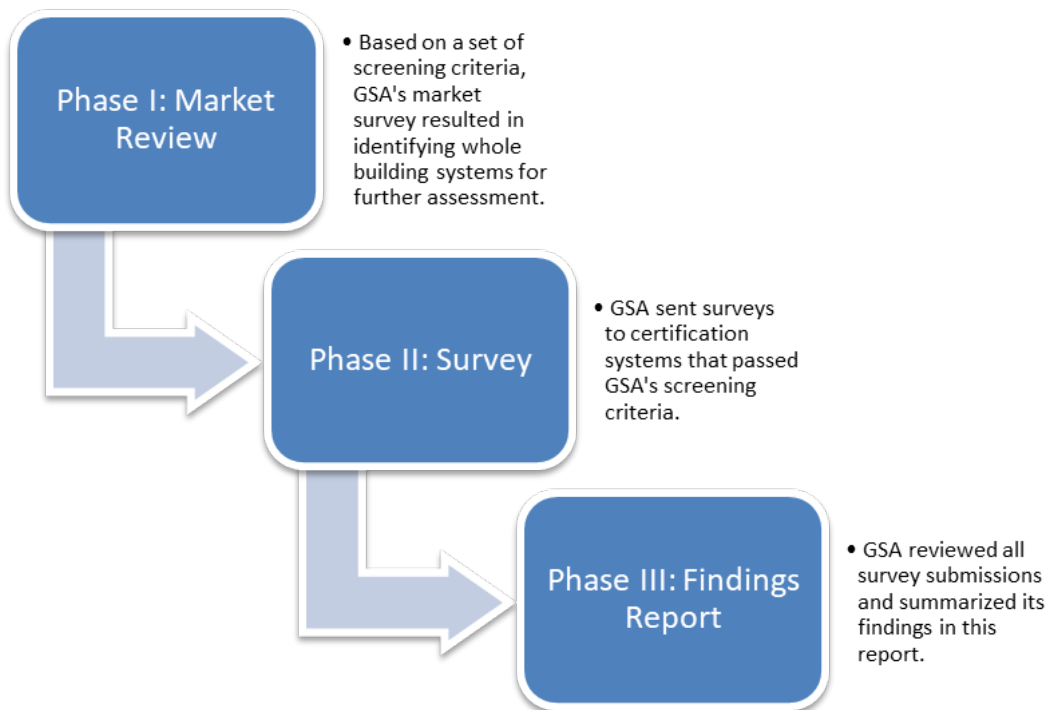 Phase I: Market
Review
• Based on a set of
screening criteria,
GSA's market
survey resulted in
identifying whole
building systems for
further assessment.
Phase II: Survey
• GSA sent surveys
to certification
systems that passed
GSA's screening
criteria.
Phase III: Findings
Report
• GSA reviewed all
survey submissions
and summarized its
findings in this
report.